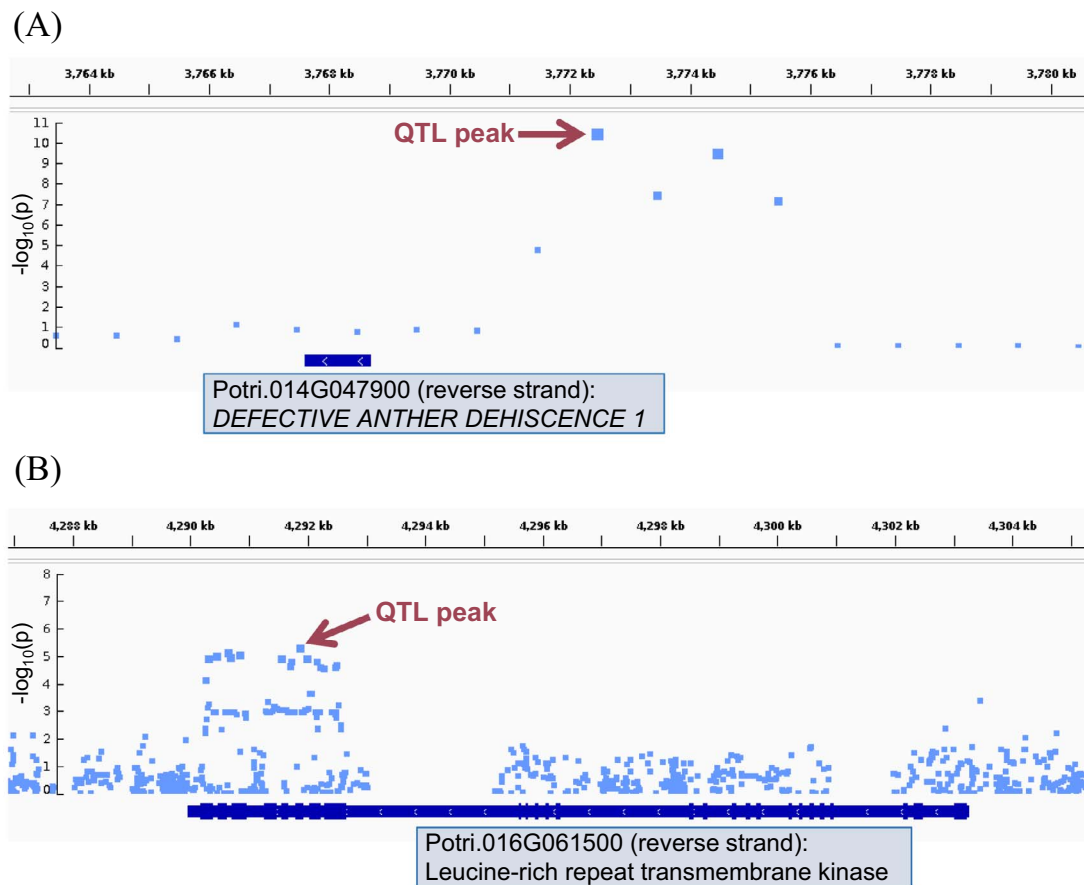 (A)
3,764 kb 3,766 kb 3,768 kb 3,770 kb 3,772 kb 3,774 kb 3,776 kb 3,778 kb 3,780 kb
11
10
9
8
7
6
5
4
3
2
1
0
-log10(p)
QTL peak
Potri.014G047900 (reverse strand):
DEFECTIVE ANTHER DEHISCENCE 1
(B)
4,288 kb 4,290 kb 4,292 kb 4,294 kb 4,296 kb 4,298 kb 4,300 kb 4,302 kb 4,304 kb
8
7
6
5
4
3
2
1
0
-log10(p)
QTL peak
Potri.016G061500 (reverse strand):
Leucine-rich repeat transmembrane kinase